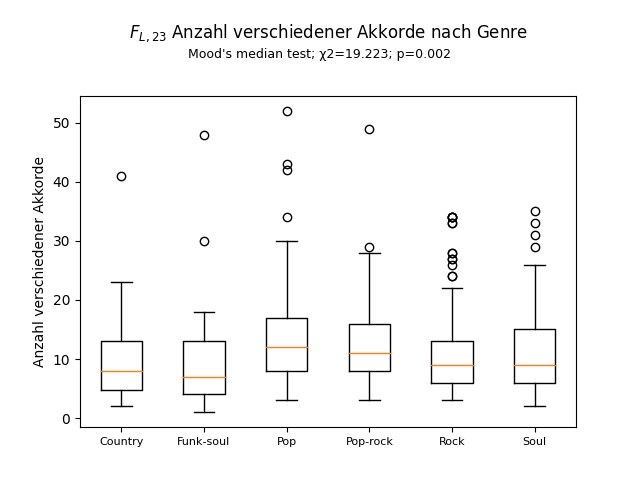 F_{L, 23} Anzahl verschiedener Akkorde nach Genre
Mood's median test; χ2=19.223; p=0.002
Anzahl verschiedener Akkorde
50
40
30
20
10
0
Country Funk-soul Pop Pop-rock Rock Soul